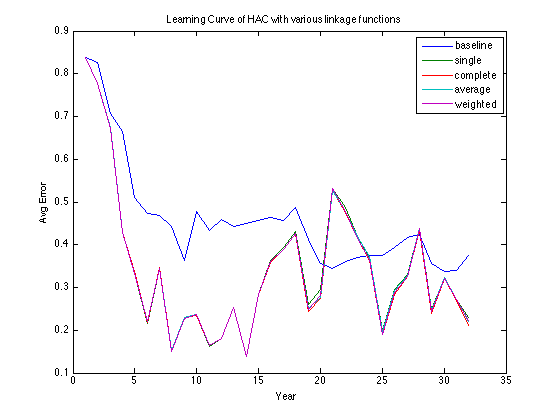 Learning Curve of HAC with various linkage functions
baseline
single
complete
average
weighted
Avg Error
0.9
0.8
0.7
0.6
0.5
0.4
0.3
0.2
0.1
0
5
10
15
20
25
30
35
Year